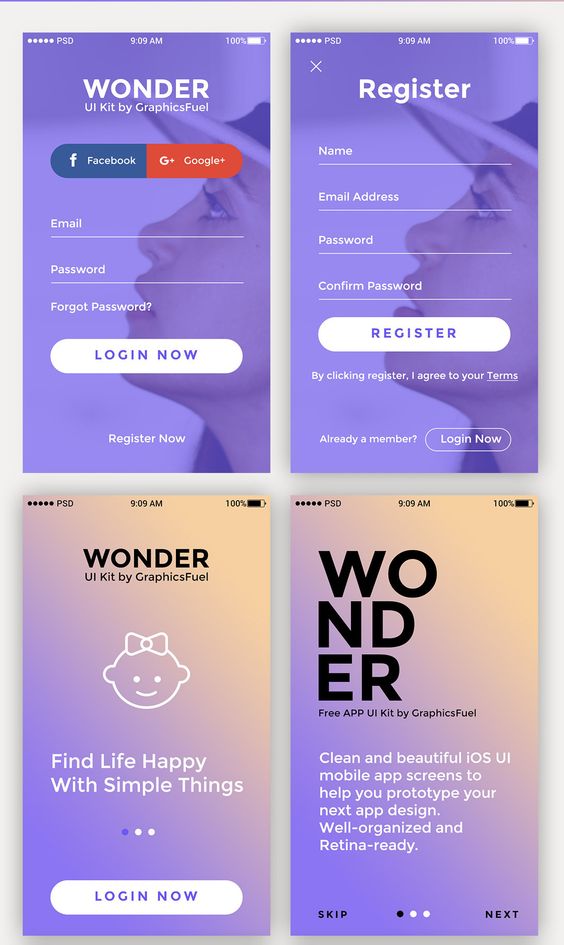 PSD 9:09 AM 100%
WONDER
UI Kit by GraphicsFuel
f Facebook G+ Google+
Email
Password
Forgot Password?
LOGIN NOW
Register Now
PSD 9:09 AM 100%
Register
Name
Email Address
Password
Confirm Password
REGISTER
By clicking register, I agree to your Terms
Already a member? Login Now
PSD 9:09 AM 100%
WONDER
UI Kit by GraphicsFuel
Find Life Happy
With Simple Things
LOGIN NOW
PSD 9:09 AM 100%
WO
ND
ER
Free APP UI Kit by GraphicsFuel
Clean and beautiful iOS UI
mobile app screens to
help you prototype your
next app design.
Well-organized and
Retina-ready.
SKIP NEXT